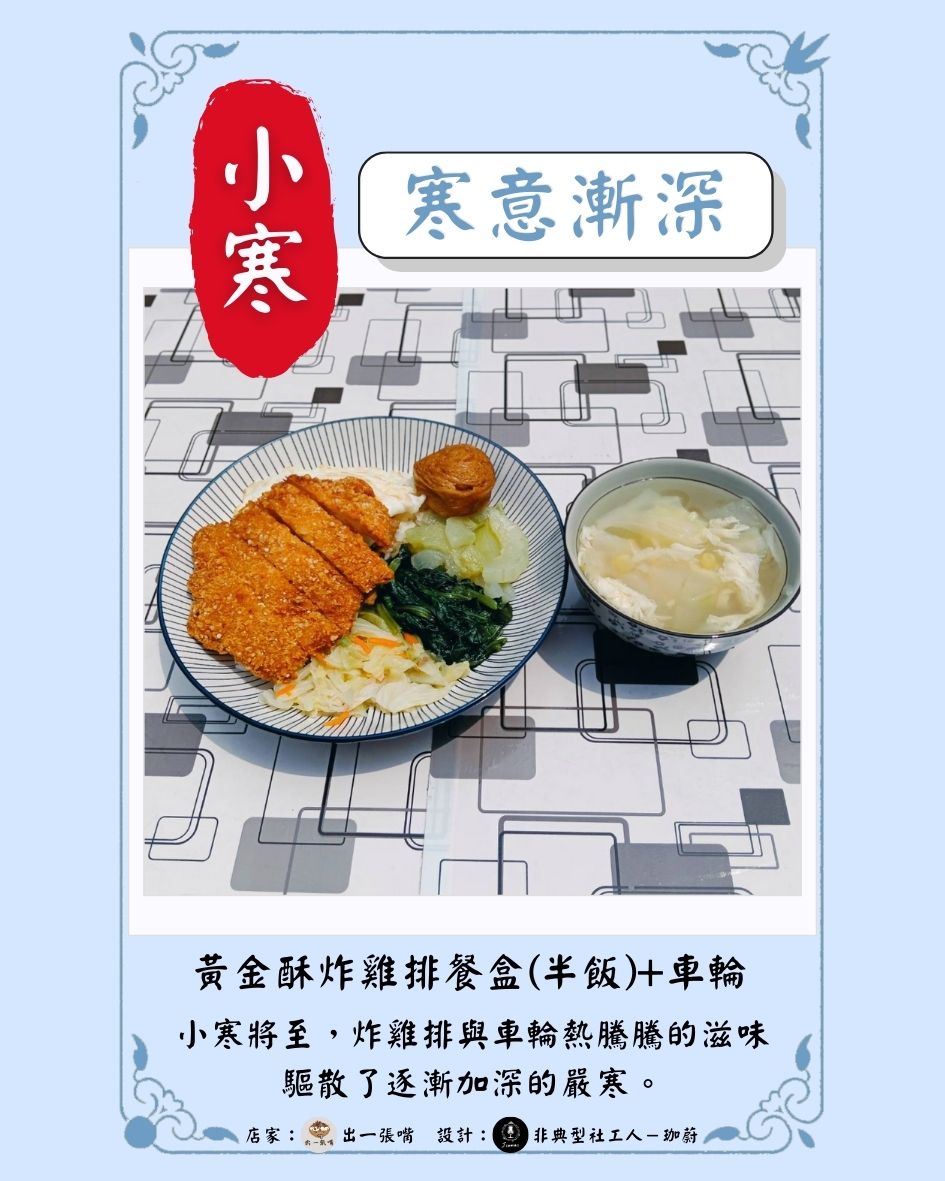 小寒
寒意漸深
黃金酥炸雞排餐盒(半飯)+車輪
小寒將至，炸雞排與車輪熱騰騰的滋味
驅散了逐漸加深的嚴寒。
店家： 出一張嘴 設計： 非典型社工人－珈蔚